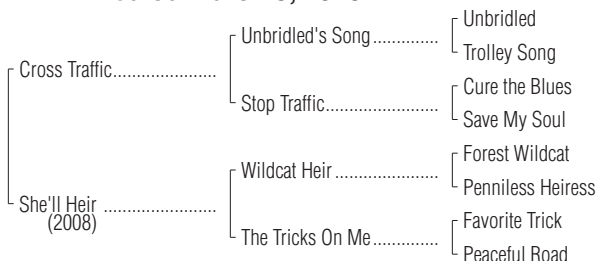 Unbridled
Unbridled's Song..............
Trolley Song
Cross Traffic......................
Cure the Blues
Stop Traffic........................
Save My Soul
Forest Wildcat
Wildcat Heir ......................
Penniless Heiress
She'll Heir ........................
(2008)
Favorite Trick
The Tricks On Me..............
Peaceful Road